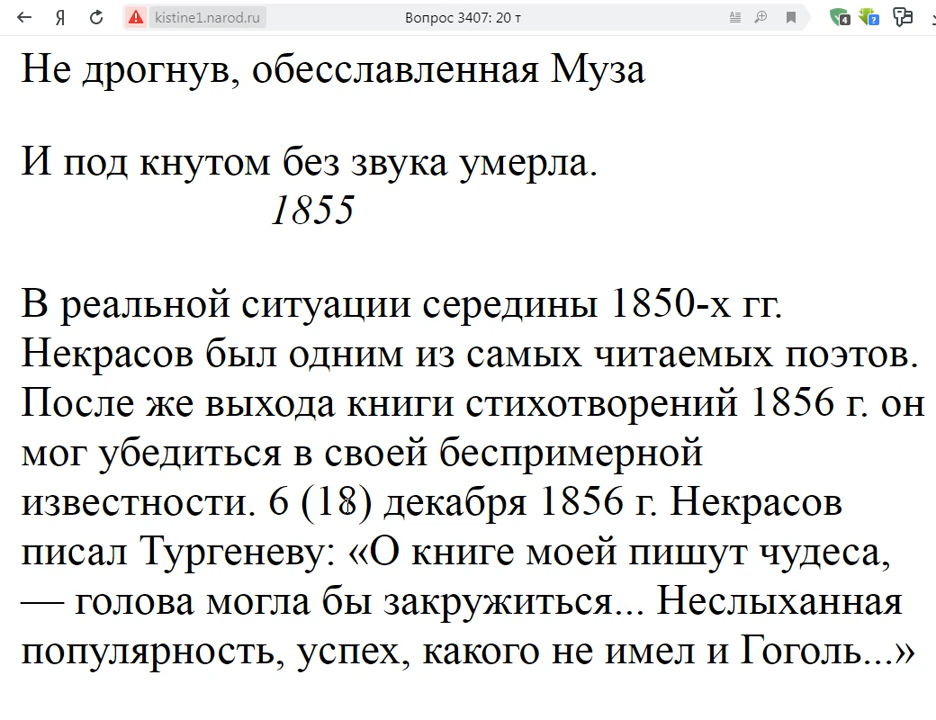 kistine1.narod.ru
Вопрос 3407: 20 т
Не дрогнув, обесславленная Муза
И под кнутом без звука умерла.
1855
В реальной ситуации середины 1850-х гг.
Некрасов был одним из самых читаемых поэтов.
После же выхода книги стихотворений 1856 г. он
мог убедиться в своей беспримерной
известности. 6 (18) декабря 1856 г. Некрасов
писал Тургеневу: «О книге моей пишут чудеса,
— голова могла бы закружиться... Неслыханная
популярность, успех, какого не имел и Гоголь...»